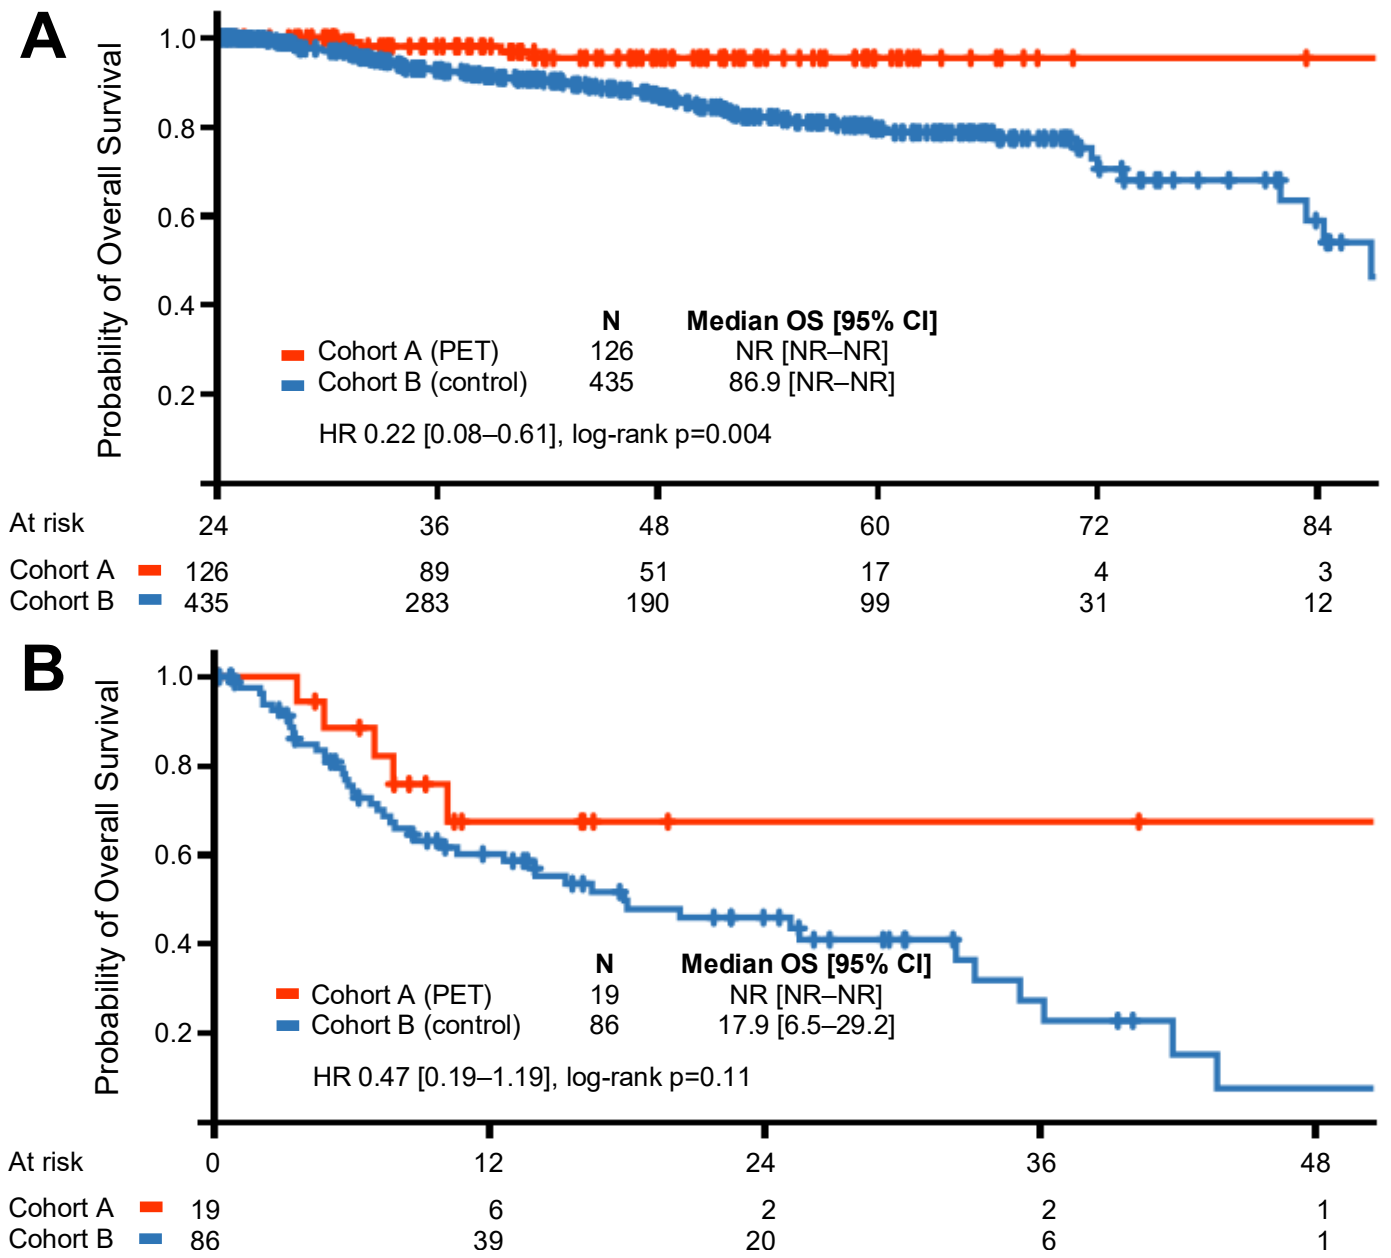 A
Probability of Overall Survival
1.0
0.8
0.6
0.4
0.2
N Median OS [95% CI]
Cohort A (PET) 126 NR [NR–NR]
Cohort B (control) 435 86.9 [NR–NR]
HR 0.22 [0.08–0.61], log-rank p=0.004
At risk
24 36 48 60 72 84
Cohort A 126 89 51 17 4 3
Cohort B 435 283 190 99 31 12
B
Probability of Overall Survival
1.0
0.8
0.6
0.4
0.2
N Median OS [95% CI]
Cohort A (PET) 19 NR [NR–NR]
Cohort B (control) 86 17.9 [6.5–29.2]
HR 0.47 [0.19–1.19], log-rank p=0.11
At risk
0 12 24 36 48
Cohort A 19 6 2 2 1
Cohort B 86 39 20 6 1